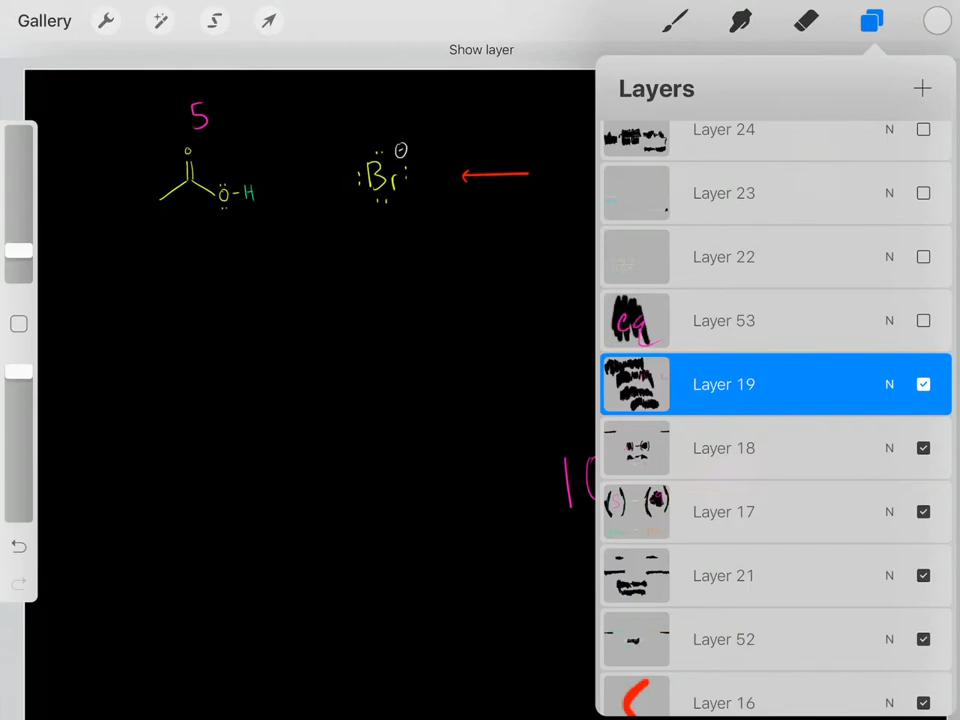 Gallery
Show layer
Layers
Layer 24 N
Layer 23 N
Layer 22 N
Layer 53 N
Layer 19 N
Layer 18 N
Layer 17 N
Layer 21 N
Layer 52 N
Layer 16 N
5
O
O-H
:Br: ⊖
10